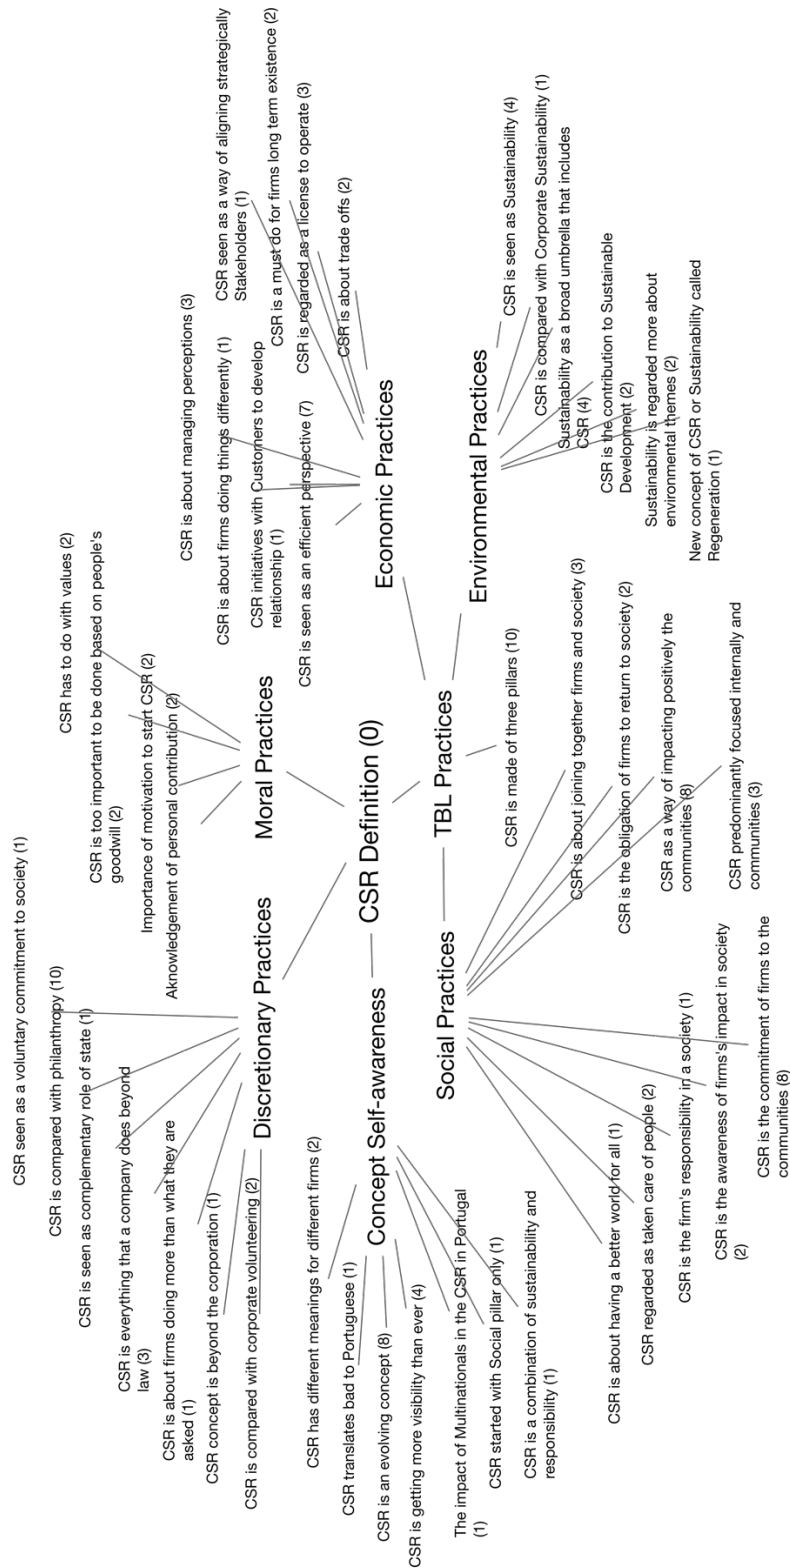 CSR seen as a voluntary commitment to society (1)
CSR is compared with philanthropy (10)
CSR is seen as complementary role of state (1)
CSR is everything that a company does beyond
law (3)
CSR is about firms doing more than what they are
asked (1)
CSR concept is beyond the corporation (1)
CSR is compared with corporate volunteering (2)
Discretionary Practices
CSR has to do with values (2)
CSR is too important to be done based on people's
goodwill (2)
Importance of motivation to start CSR (2)
Aknowledgement of personal contribution (2)
Moral Practices
CSR is about managing perceptions (3)
CSR is about firms doing things differently (1)
CSR initiatives with Customers to develop
relationship (1)
CSR is seen as an efficient perspective (7)
CSR seen as a way of aligning strategically
Stakeholders (1)
CSR is a must do for firms long term existence (2)
CSR is regarded as a license to operate (3)
CSR is about trade offs (2)
Economic Practices
CSR Definition (0)
CSR has different meanings for different firms (2)
CSR translates bad to Portuguese (1)
CSR is an evolving concept (8)
CSR is getting more visibility than ever (4)
The impact of Multinationals in the CSR in Portugal
(1)
CSR started with Social pillar only (1)
CSR is a combination of sustainability and
responsibility (1)
Concept Self-awareness
TBL Practices
CSR is made of three pillars (10)
Environmental Practices
CSR is seen as Sustainability (4)
CSR is compared with Corporate Sustainability (1)
Sustainability as a broad umbrella that includes
CSR (4)
CSR is the contribution to Sustainable
Development (2)
Sustainability is regarded more about
environmental themes (2)
New concept of CSR or Sustainability called
Regeneration (1)
Social Practices
CSR is about joining together firms and society (3)
CSR is the obligation of firms to return to society (2)
CSR as a way of impacting positively the
communities (8)
CSR predominantly focused internally and
communities (3)
CSR is about having a better world for all (1)
CSR regarded as taken care of people (2)
CSR is the firm's responsibility in a society (1)
CSR is the awareness of firms's impact in society
(2)
CSR is the commitment of firms to the
communities (8)